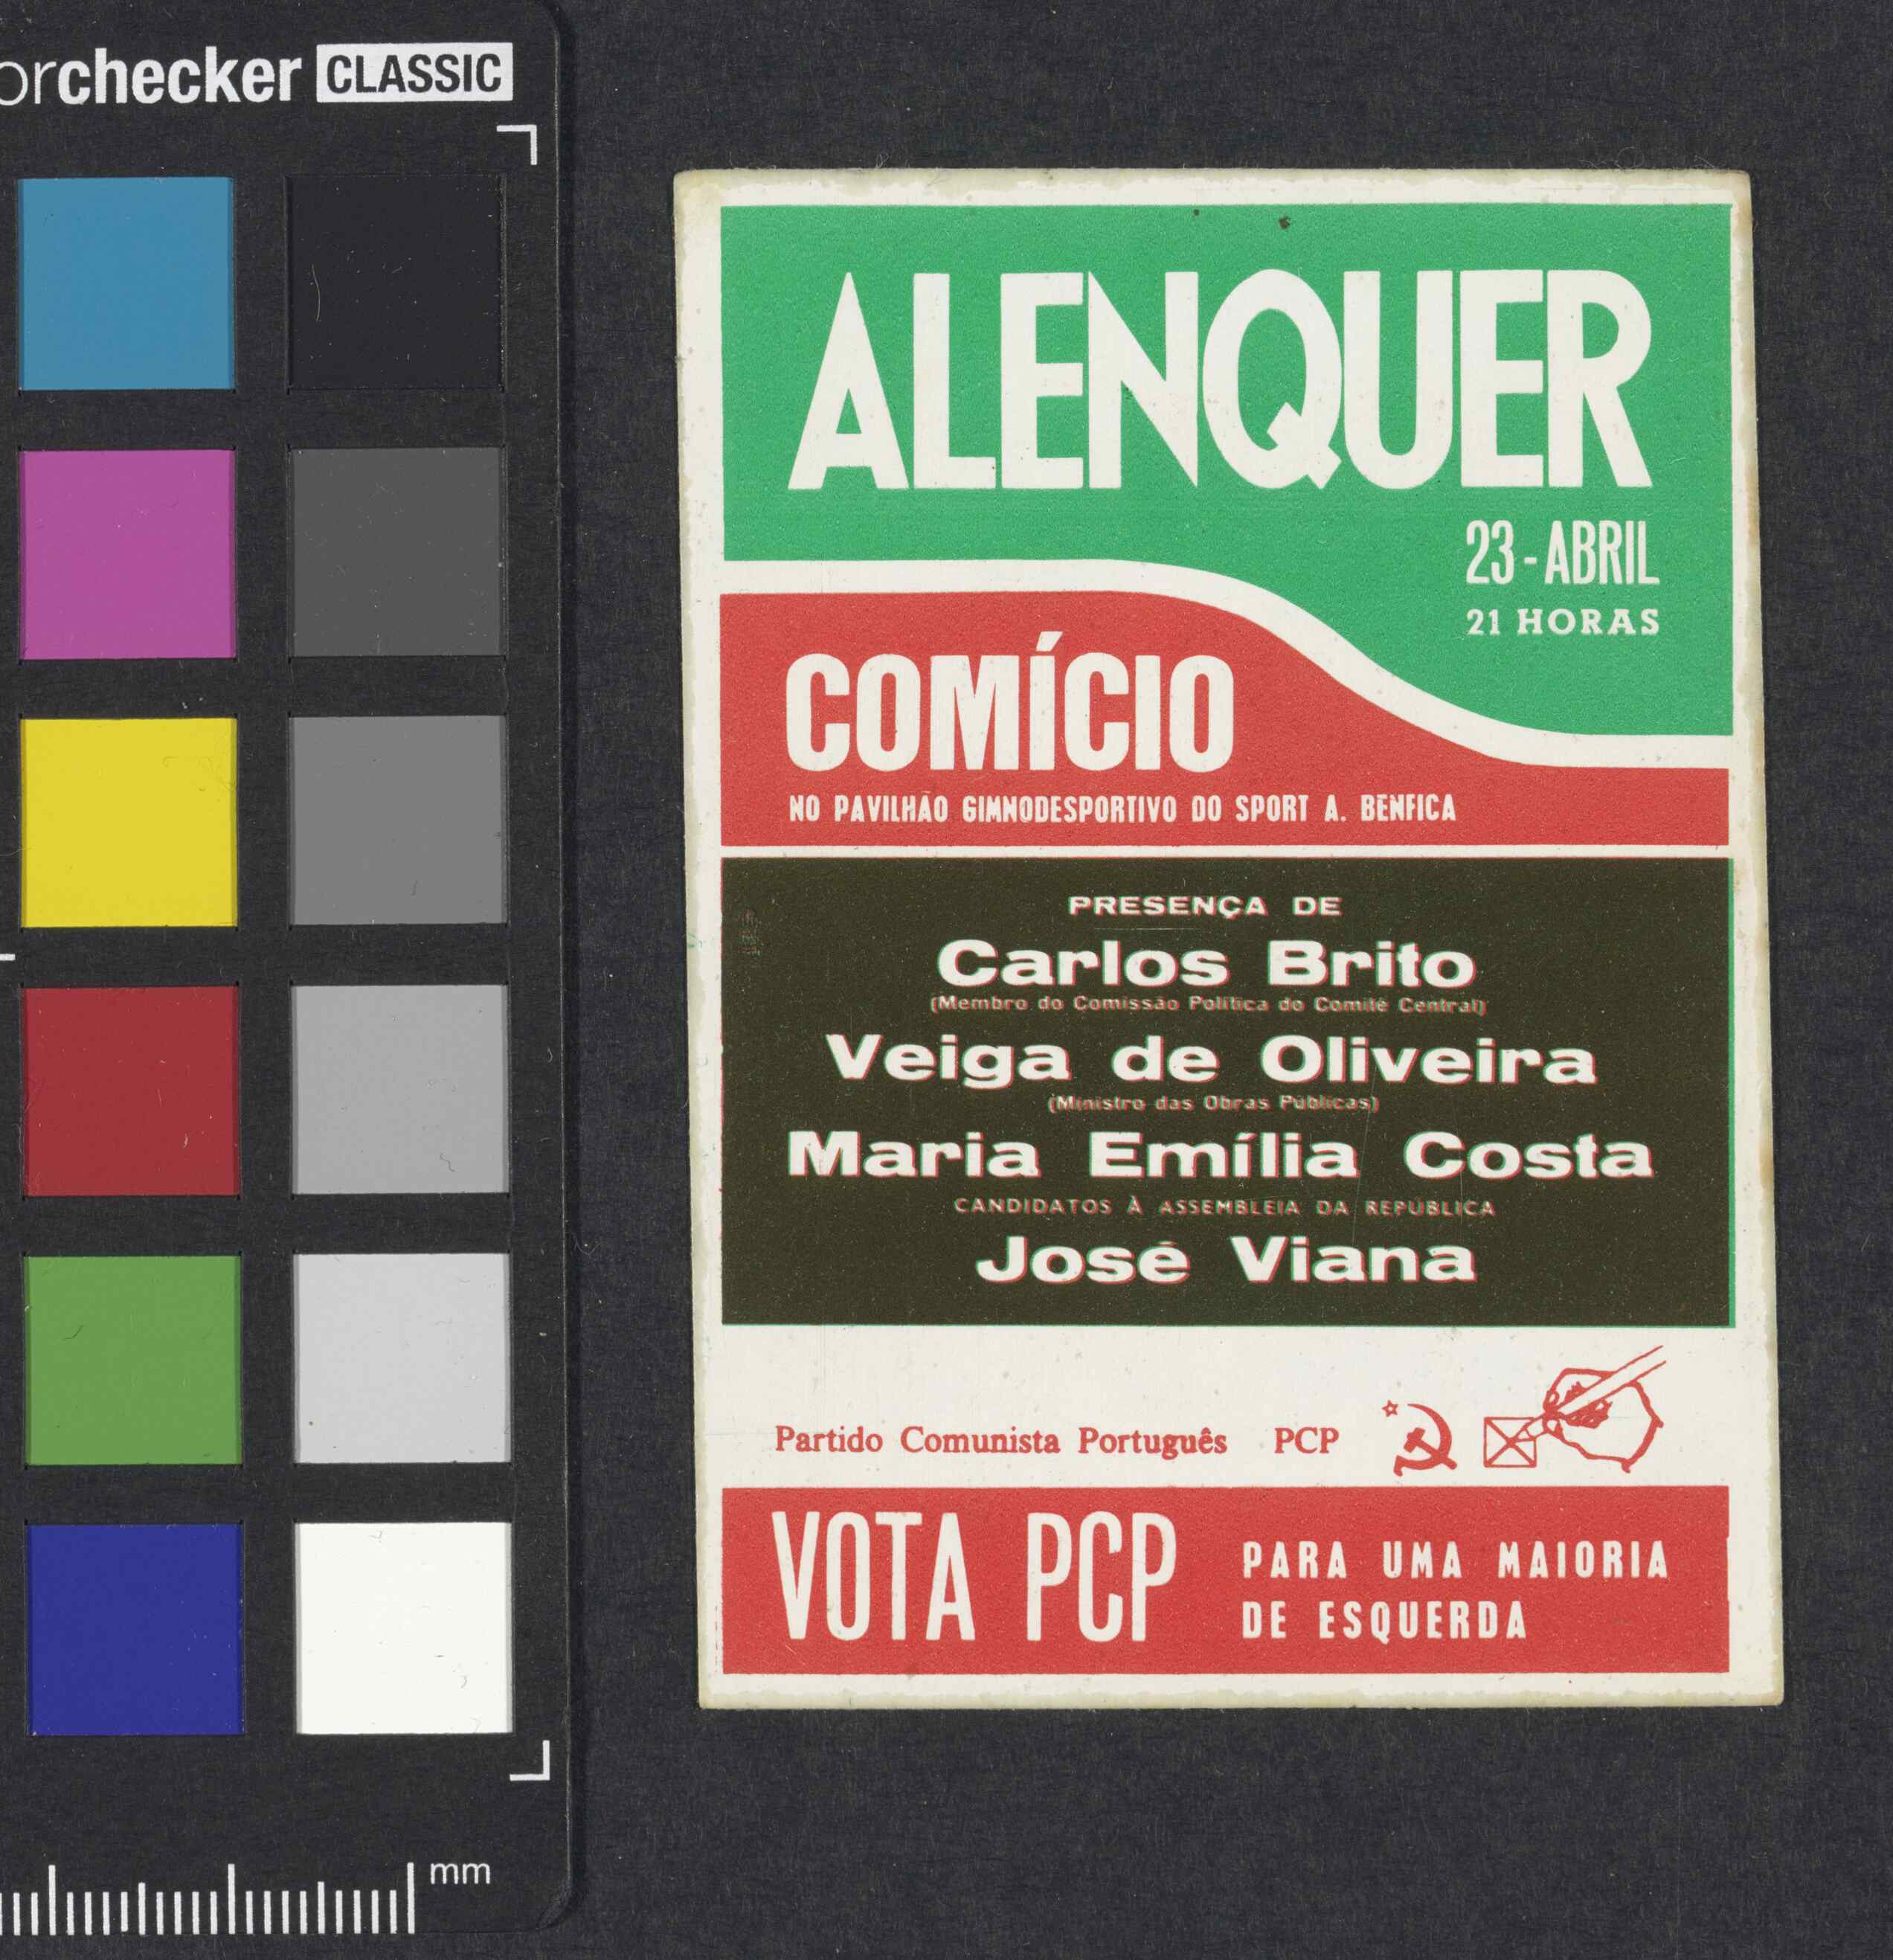 orchecker CLASSIC
ALENQUER
23-ABRIL
21 HORAS
COMÍCIO
NO PAVILHÃO GIMNODESPORTIVO DO SPORT A. BENFICA
PRESENÇA DE
Carlos Brito
(Membro do Comissão Política do Comité Central)
Veiga de Oliveira
(Ministro das Obras Públicas)
Maria Emília Costa
CANDIDATOS À ASSEMBLEIA DA REPÚBLICA
José Viana
Partido Comunista Português PCP
VOTA PCP
PARA UMA MAIORIA
DE ESQUERDA
mm